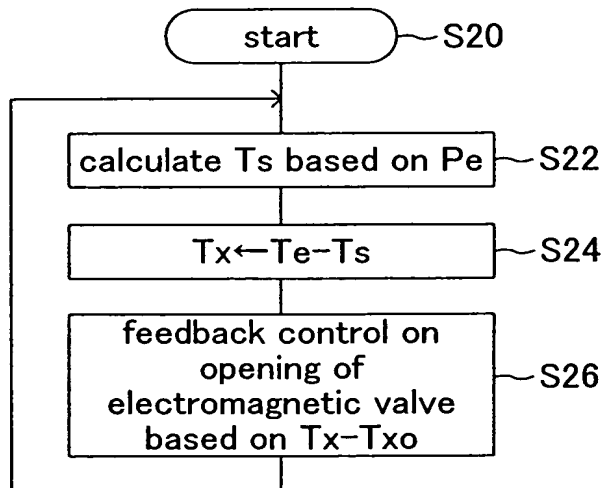 start
S20
calculate Ts based on Pe
S22
Tx←Te−Ts
S24
feedback control on
opening of
electromagnetic valve
based on Tx−Txo
S26